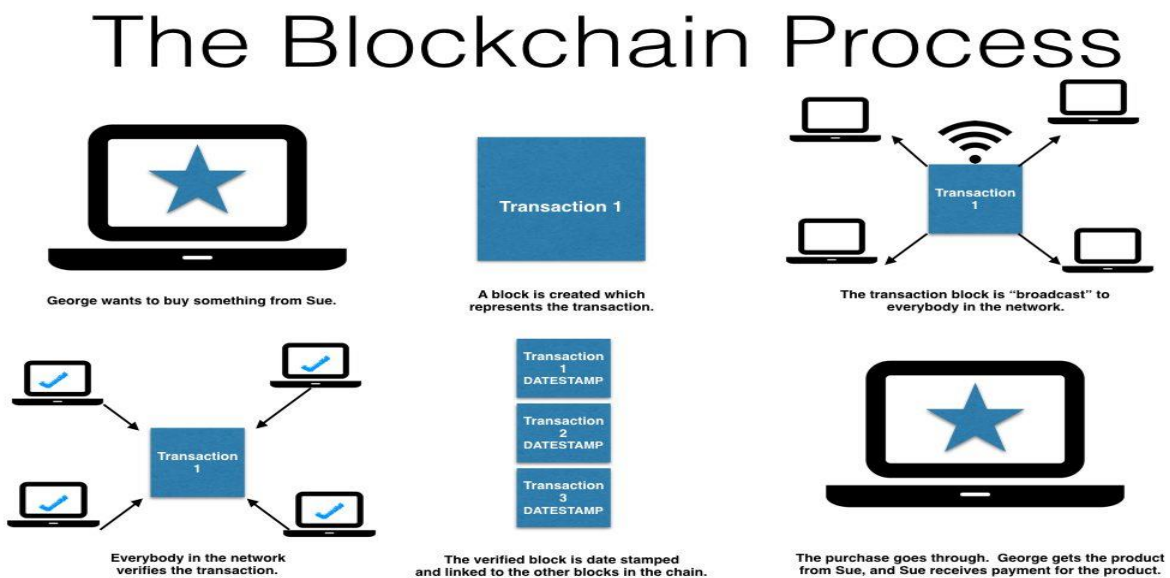 The Blockchain Process
George wants to buy something from Sue.
Transaction 1
A block is created which
represents the transaction.
Transaction
1
The transaction block is “broadcast” to
everybody in the network.
Transaction
1
Everybody in the network
verifies the transaction.
Transaction
1
DATESTAMP
Transaction
2
DATESTAMP
Transaction
3
DATESTAMP
The verified block is date stamped
and linked to the other blocks in the chain.
The purchase goes through. George gets the product
from Sue, and Sue receives payment for the product.